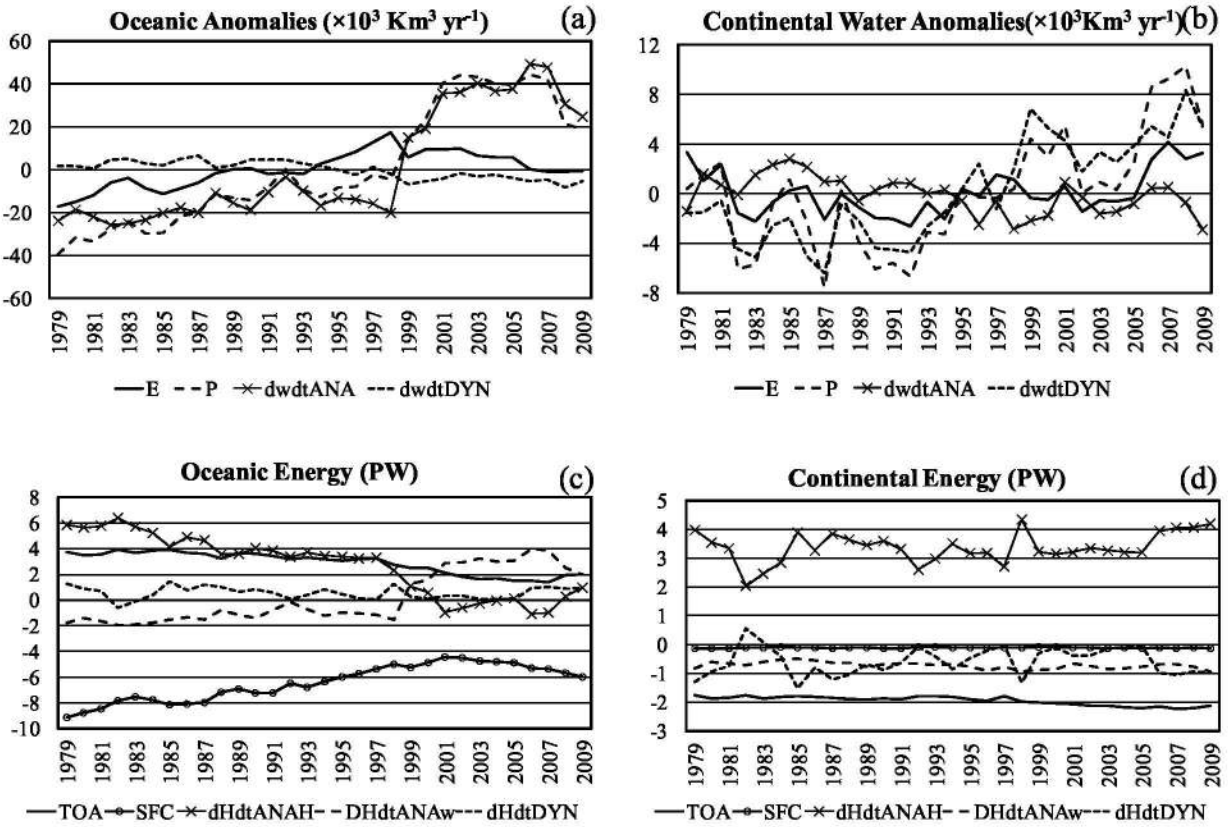 Oceanic Anomalies (×10³ Km³ yr⁻¹) (a)
60
40
20
0
-20
-40
-60
1979 1981 1983 1985 1987 1989 1991 1993 1995 1997 1999 2001 2003 2005 2007 2009
E P dwdtANA dwdtDYN
Continental Water Anomalies(×10³Km³ yr⁻¹) (b)
12
8
4
0
-4
-8
1979 1981 1983 1985 1987 1989 1991 1993 1995 1997 1999 2001 2003 2005 2007 2009
E P dwdtANA dwdtDYN
Oceanic Energy (PW) (c)
8
6
4
2
0
-2
-4
-6
-8
-10
1979 1981 1983 1985 1987 1989 1991 1993 1995 1997 1999 2001 2003 2005 2007 2009
TOA SFC dHdtANAH DHdtANAw dHdtDYN
Continental Energy (PW) (d)
5
4
3
2
1
0
-1
-2
-3
1979 1981 1983 1985 1987 1989 1991 1993 1995 1997 1999 2001 2003 2005 2007 2009
TOA SFC dHdtANAH DHdtANAw dHdtDYN